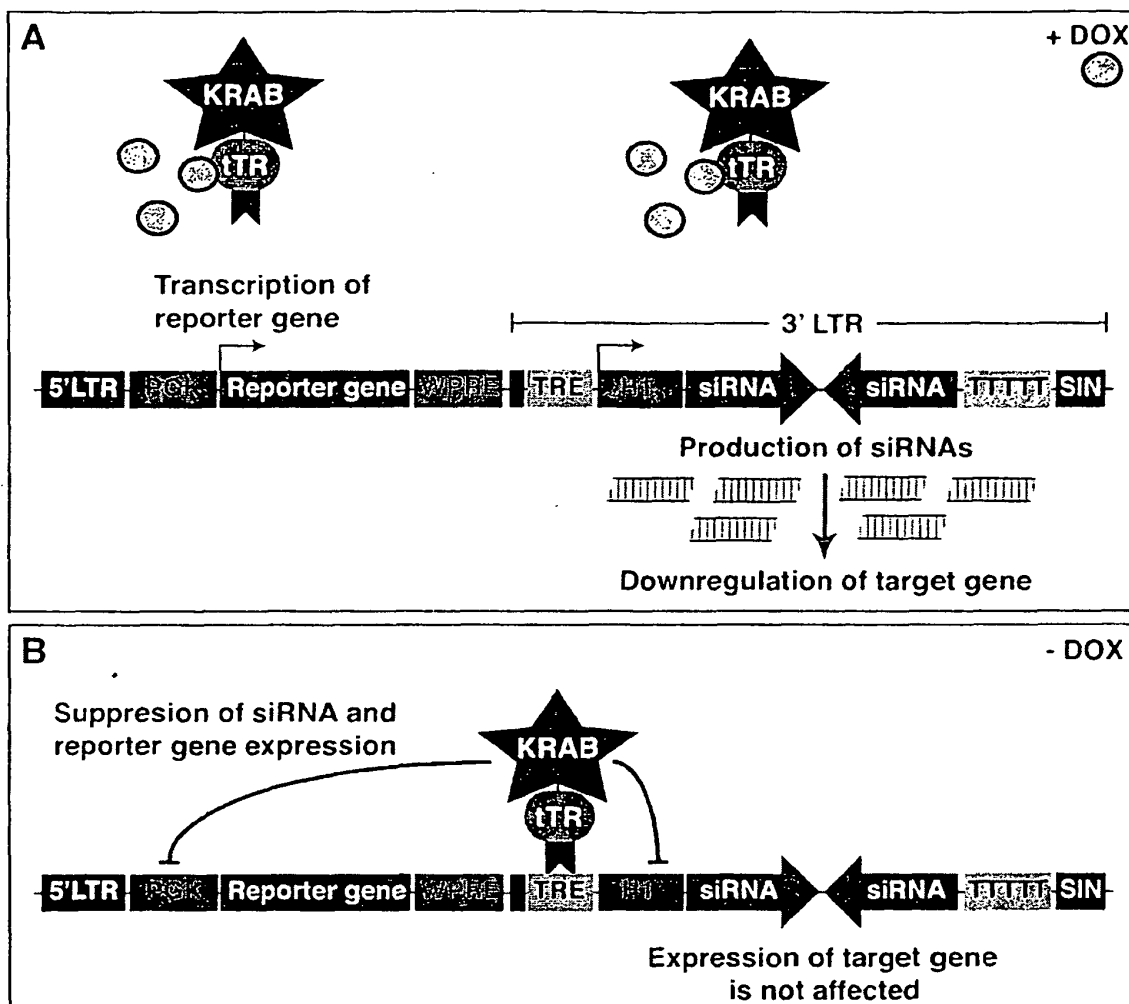 A
+ DOX
KRAB
KRAB
tTR
tTR
Transcription of
reporter gene
3' LTR
5'LTR PGK Reporter gene WPRE TRE H1 siRNA siRNA TTTTT SIN
Production of siRNAs
Downregulation of target gene
B
- DOX
Suppresion of siRNA and
reporter gene expression
KRAB
tTR
5'LTR PGK Reporter gene WPRE TRE H1 siRNA siRNA TTTTT SIN
Expression of target gene
is not affected